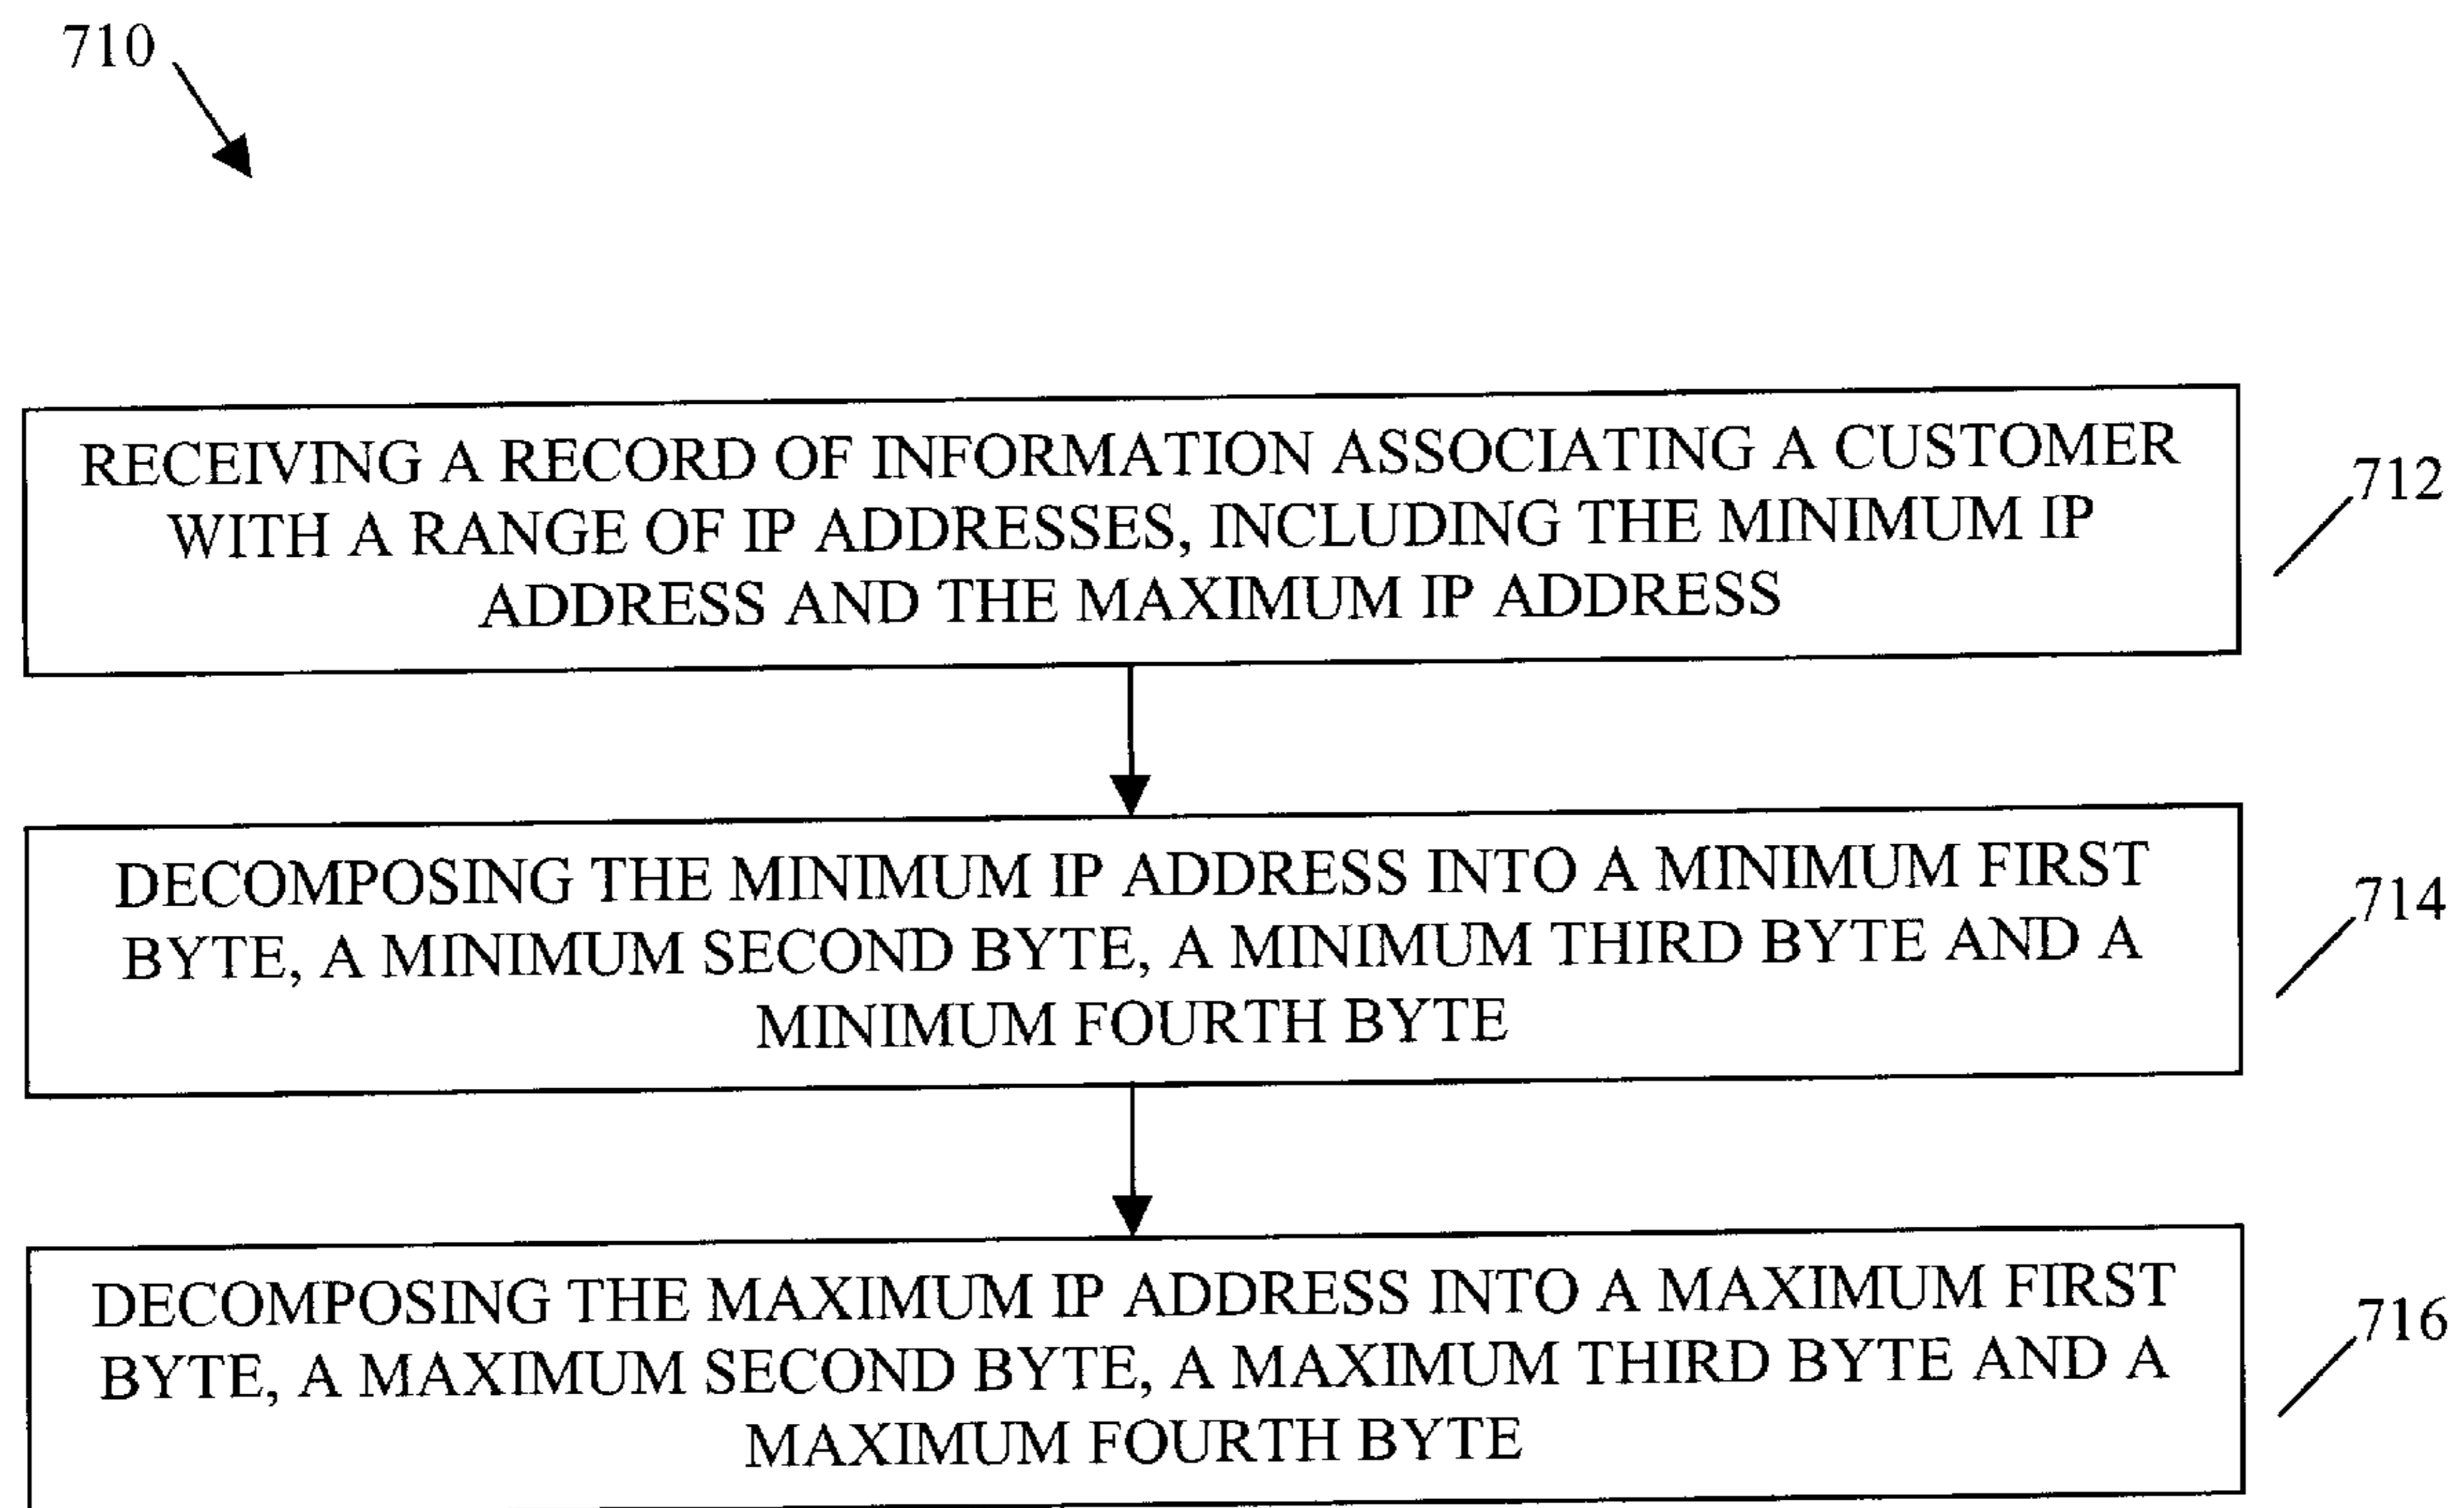 710
RECEIVING A RECORD OF INFORMATION ASSOCIATING A CUSTOMER
WITH A RANGE OF IP ADDRESSES, INCLUDING THE MINIMUM IP
ADDRESS AND THE MAXIMUM IP ADDRESS
712
DECOMPOSING THE MINIMUM IP ADDRESS INTO A MINIMUM FIRST
BYTE, A MINIMUM SECOND BYTE, A MINIMUM THIRD BYTE AND A
MINIMUM FOURTH BYTE
714
DECOMPOSING THE MAXIMUM IP ADDRESS INTO A MAXIMUM FIRST
BYTE, A MAXIMUM SECOND BYTE, A MAXIMUM THIRD BYTE AND A
MAXIMUM FOURTH BYTE
716